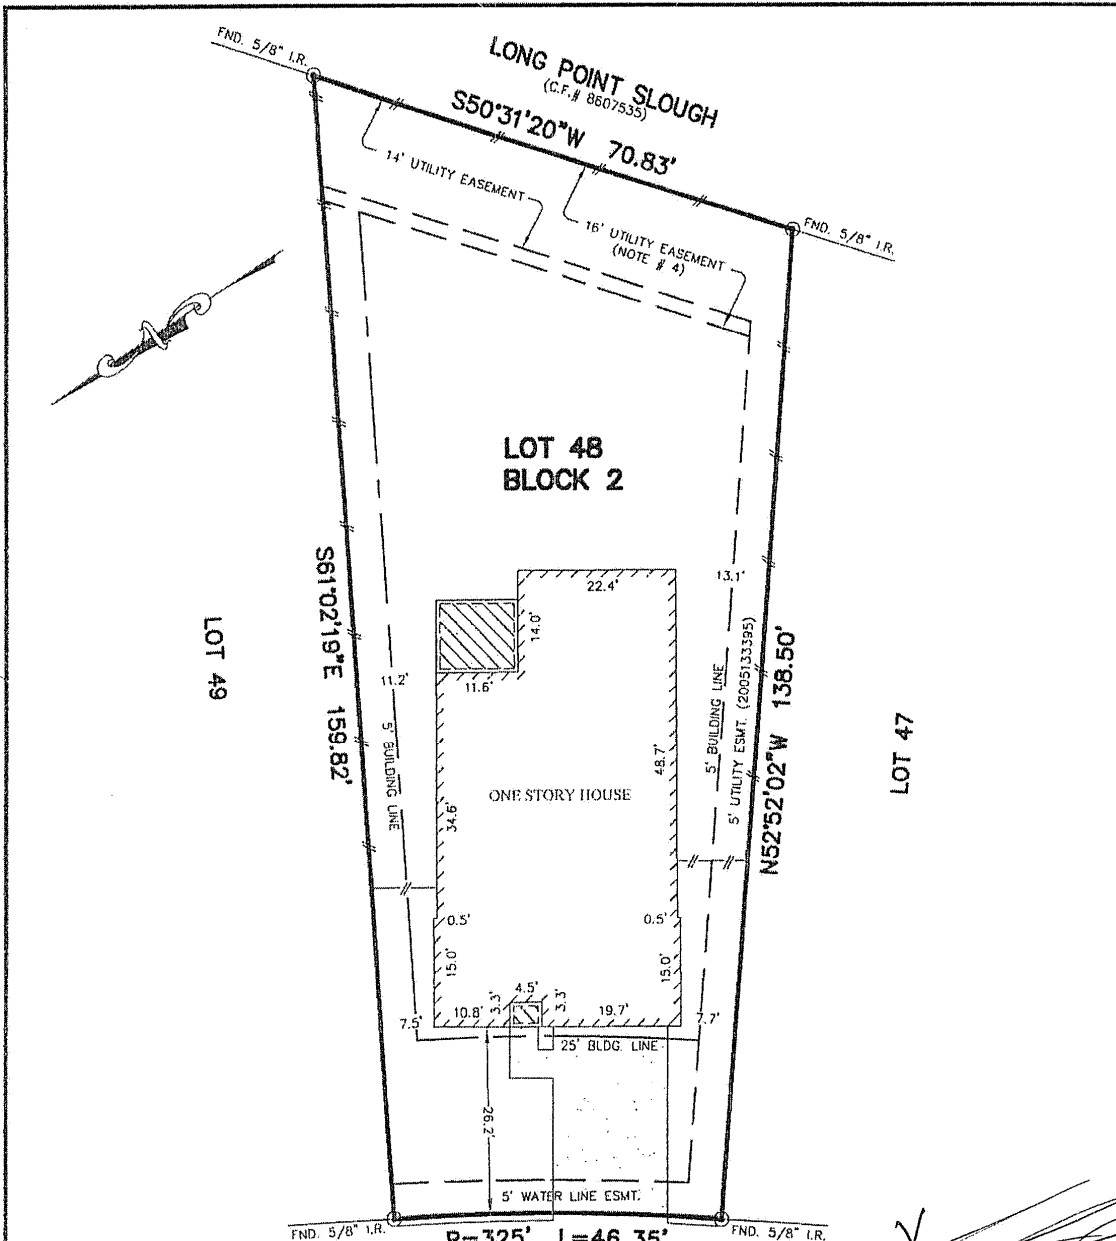 FND. 5/8" I.R.
LONG POINT SLOUGH
(C.F.# 8607535)
S50°31'20"W 70.83'
14' UTILITY EASEMENT
16' UTILITY EASEMENT
(NOTE # 4)
FND. 5/8" I.R.
N
LOT 48
BLOCK 2
22.4'
13.1'
14.0'
11.2'
11.6'
S61°02'19"E 159.82'
LOT 49
5' BUILDING LINE
34.6'
ONE STORY HOUSE
48.7'
5' BUILDING LINE
5' UTILITY ESMT. (2005133395)
N52°52'02"W 138.50'
LOT 47
0.5'
0.5'
15.0'
15.0'
4.5'
3.3'
3.3'
10.8'
19.7'
7.5'
7.7'
25' BLDG. LINE
26.2'
5' WATER LINE ESMT.
FND. 5/8" I.R.
R=325' L=46.35'
FND. 5/8" I.R.